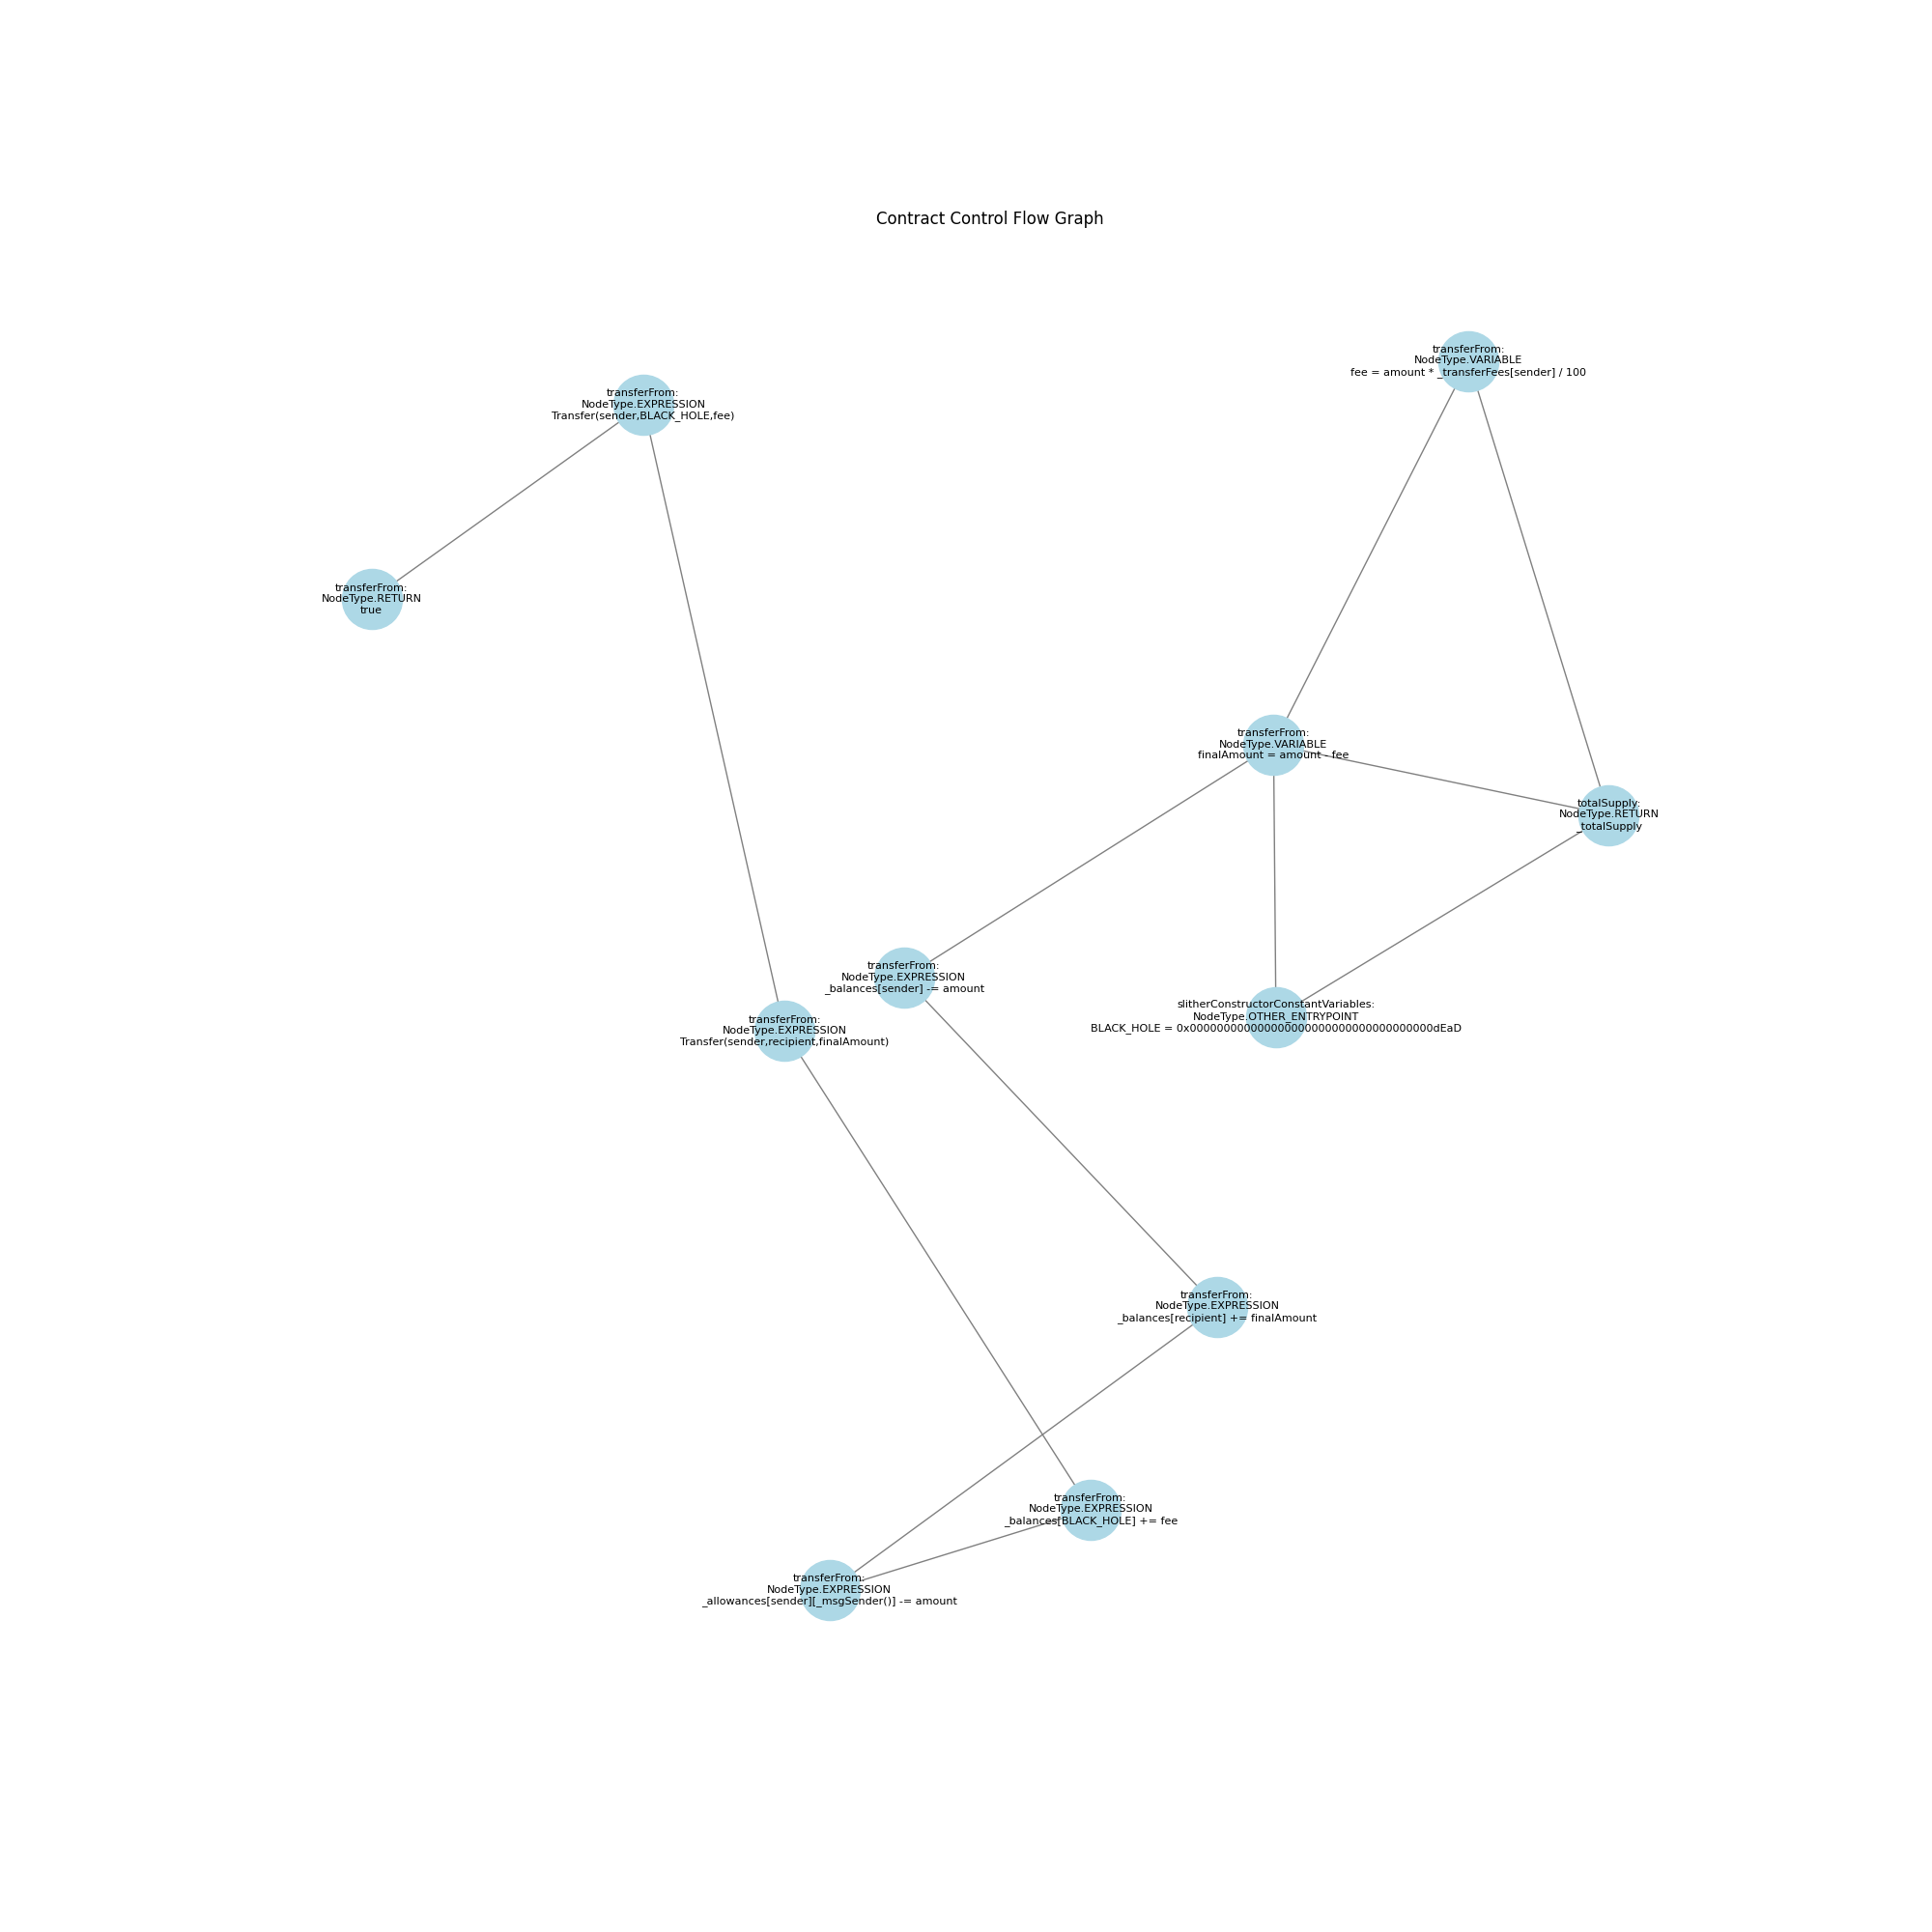 Contract Control Flow Graph
transferFrom:
NodeType.VARIABLE
fee = amount * _transferFees[sender] / 100
transferFrom:
NodeType.EXPRESSION
Transfer(sender,BLACK_HOLE,fee)
transferFrom:
NodeType.RETURN
true
transferFrom:
NodeType.VARIABLE
finalAmount = amount - fee
totalSupply:
NodeType.RETURN
_totalSupply
transferFrom:
NodeType.EXPRESSION
_balances[sender] -= amount
slitherConstructorConstantVariables:
NodeType.OTHER_ENTRYPOINT
BLACK_HOLE = 0x000000000000000000000000000000000000dEaD
transferFrom:
NodeType.EXPRESSION
Transfer(sender,recipient,finalAmount)
transferFrom:
NodeType.EXPRESSION
_balances[recipient] += finalAmount
transferFrom:
NodeType.EXPRESSION
_balances[BLACK_HOLE] += fee
transferFrom:
NodeType.EXPRESSION
_allowances[sender][_msgSender()] -= amount